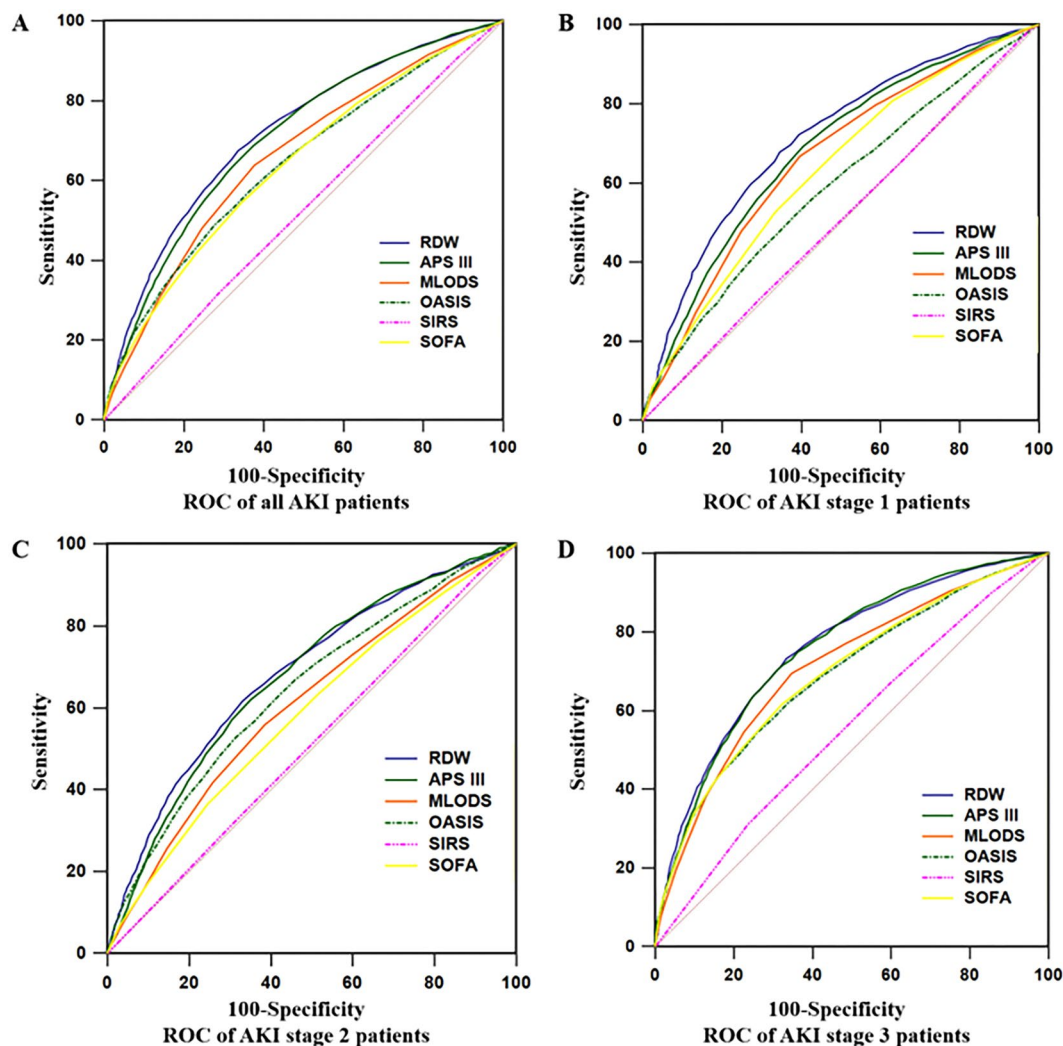 A
100
80
60
40
20
0
Sensitivity
RDW
APS III
MLODS
OASIS
SIRS
SOFA
0 20 40 60 80 100
100-Specificity
ROC of all AKI patients
B
100
80
60
40
20
0
Sensitivity
RDW
APS III
MLODS
OASIS
SIRS
SOFA
0 20 40 60 80 100
100-Specificity
ROC of AKI stage 1 patients
C
100
80
60
40
20
0
Sensitivity
RDW
APS III
MLODS
OASIS
SIRS
SOFA
0 20 40 60 80 100
100-Specificity
ROC of AKI stage 2 patients
D
100
80
60
40
20
0
Sensitivity
RDW
APS III
MLODS
OASIS
SIRS
SOFA
0 20 40 60 80 100
100-Specificity
ROC of AKI stage 3 patients